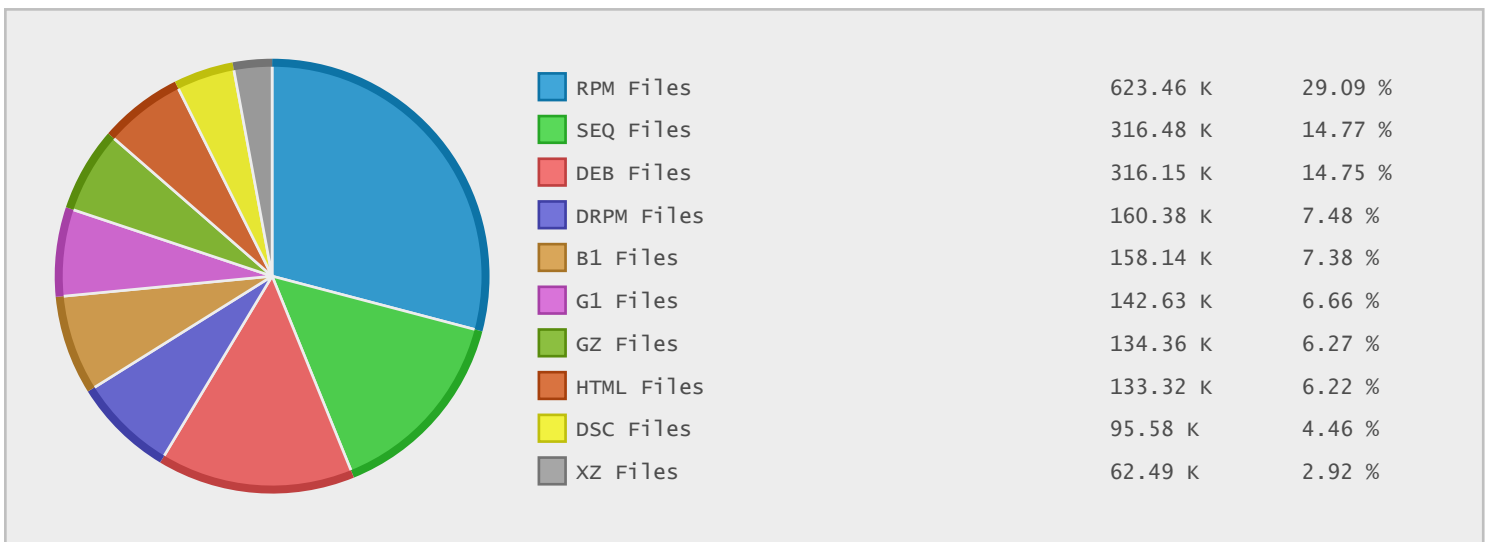 RPM Files 623.46 K 29.09 %
SEQ Files 316.48 K 14.77 %
DEB Files 316.15 K 14.75 %
DRPM Files 160.38 K 7.48 %
B1 Files 158.14 K 7.38 %
G1 Files 142.63 K 6.66 %
GZ Files 134.36 K 6.27 %
HTML Files 133.32 K 6.22 %
DSC Files 95.58 K 4.46 %
XZ Files 62.49 K 2.92 %